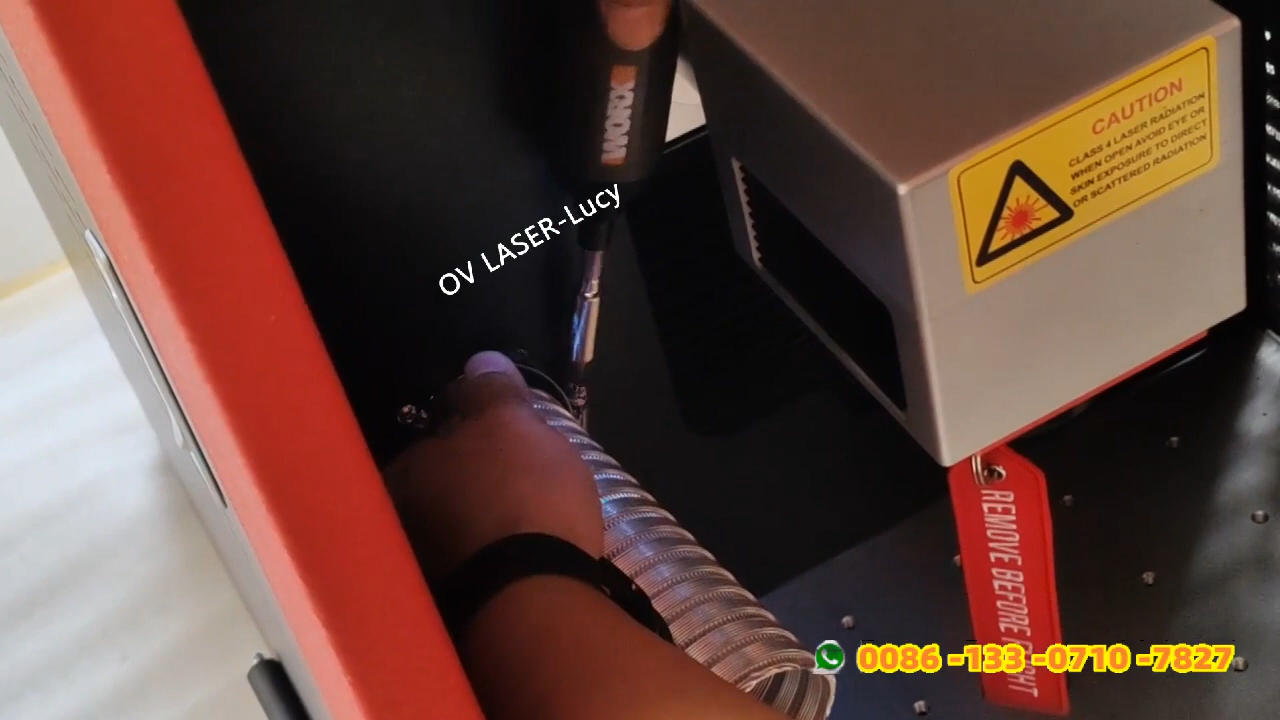 WORX
CAUTION
CLASS 4 LASER RADIATION
WHEN OPEN AVOID EYE OR
SKIN EXPOSURE TO DIRECT
OR SCATTERED RADIATION
OV LASER-Lucy
REMOVE BEFORE FLIGHT
0086 -133 -0710 -7827